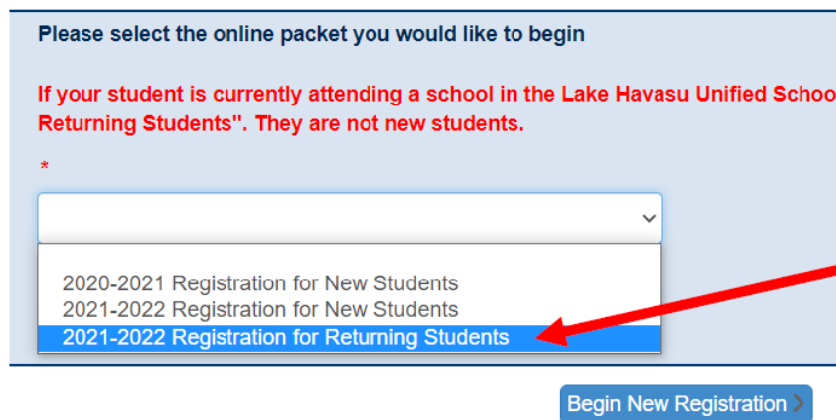 Please select the online packet you would like to begin
If your student is currently attending a school in the Lake Havasu Unified Schoo
Returning Students". They are not new students.
*
2020-2021 Registration for New Students
2021-2022 Registration for New Students
2021-2022 Registration for Returning Students
Begin New Registration >